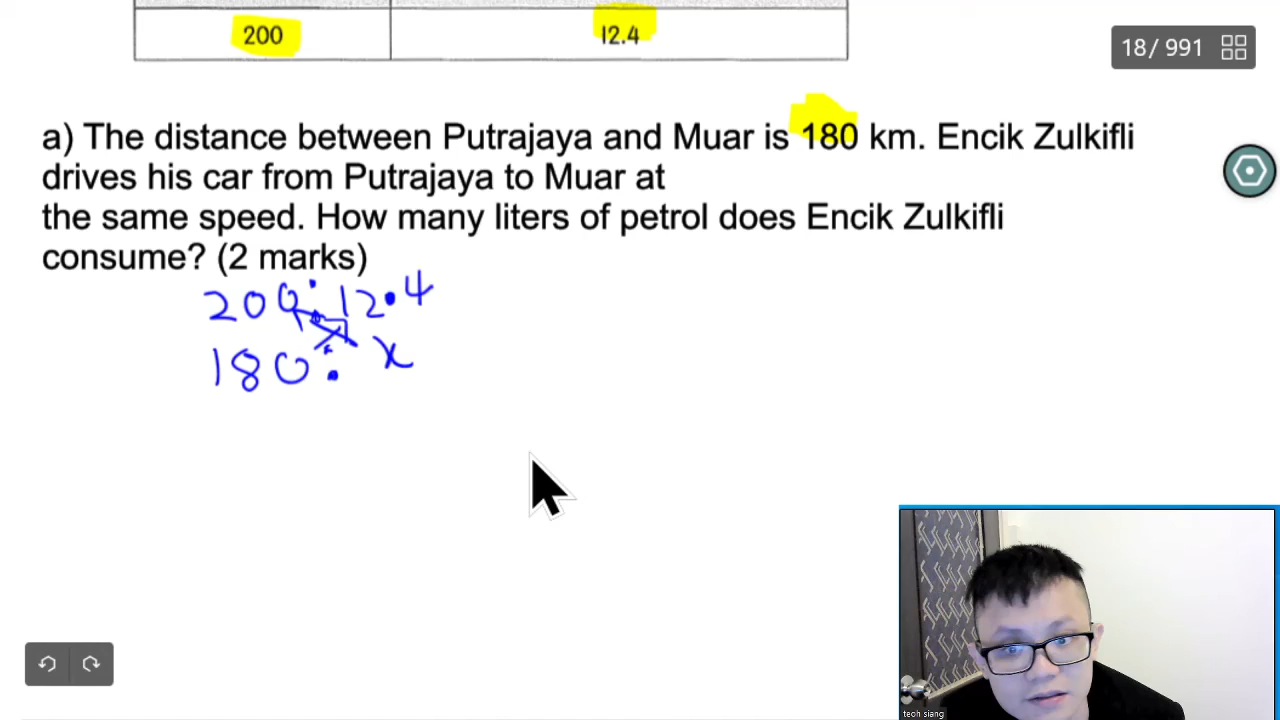 200
12.4
18/ 991
a) The distance between Putrajaya and Muar is 180 km. Encik Zulkifli
drives his car from Putrajaya to Muar at
the same speed. How many liters of petrol does Encik Zulkifli
consume? (2 marks)
200 : 12.4
180 : x
teoh siang